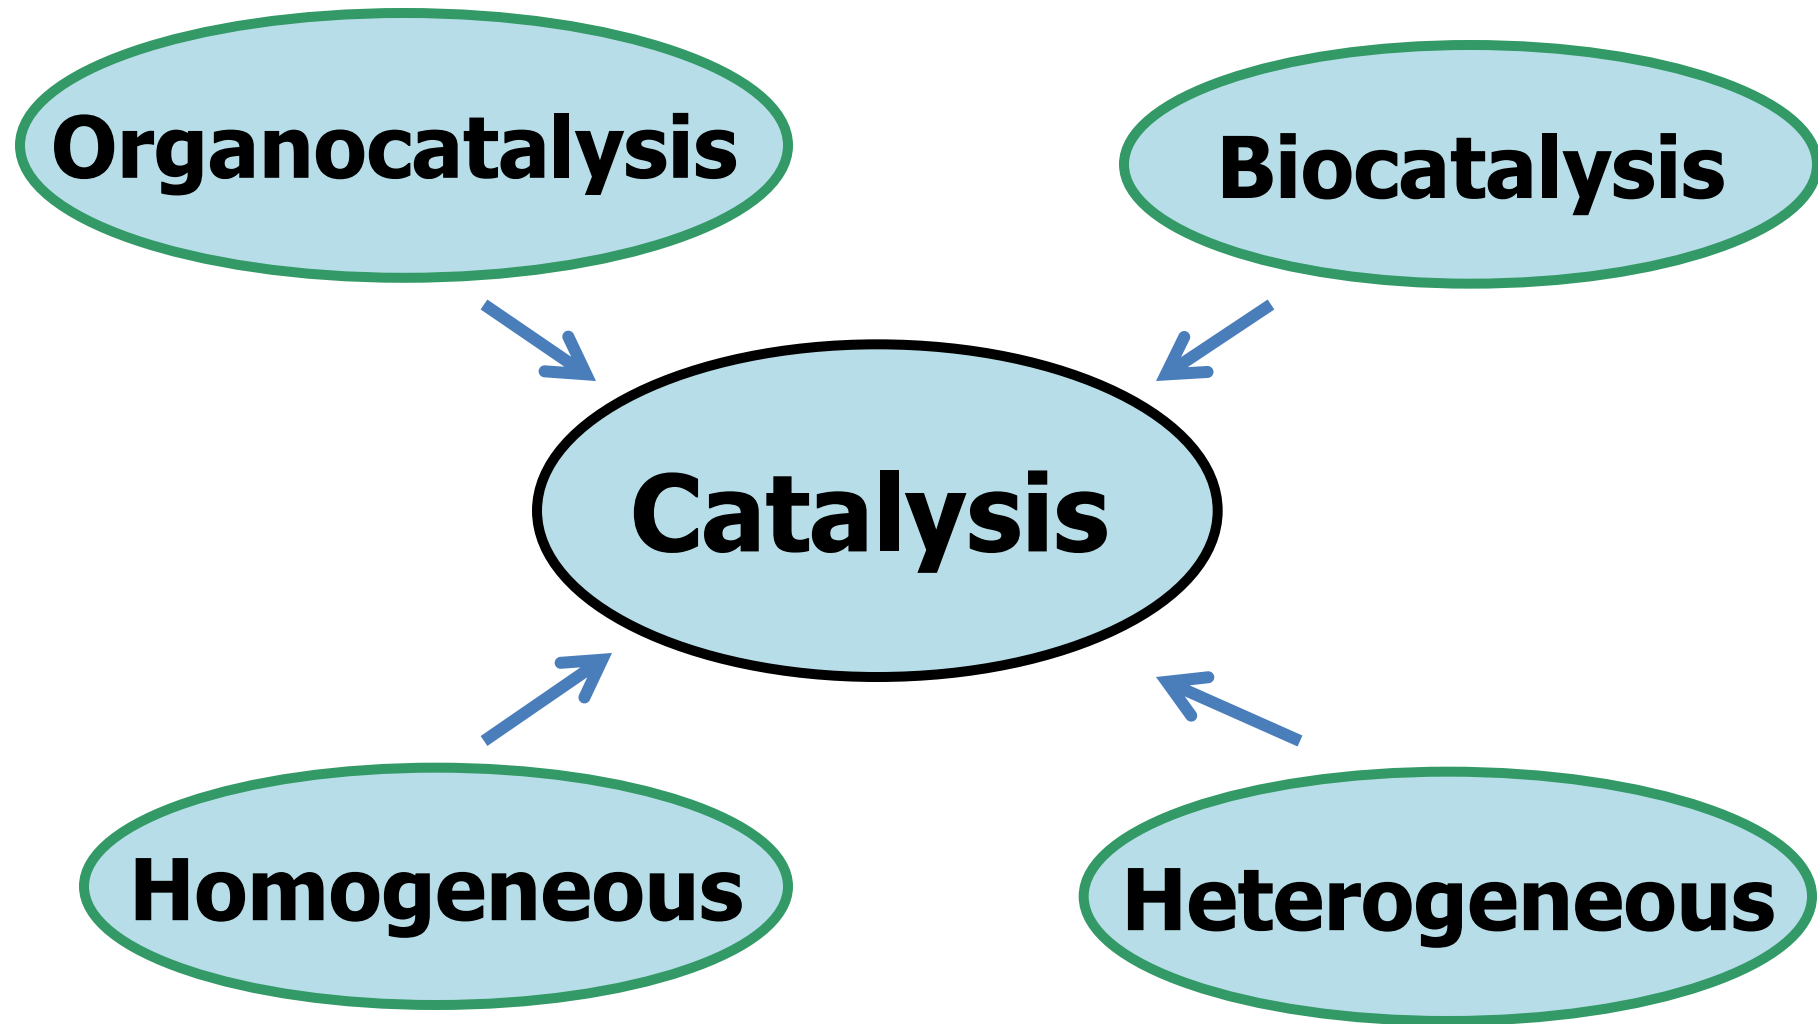 Organocatalysis
Biocatalysis
Catalysis
Homogeneous
Heterogeneous